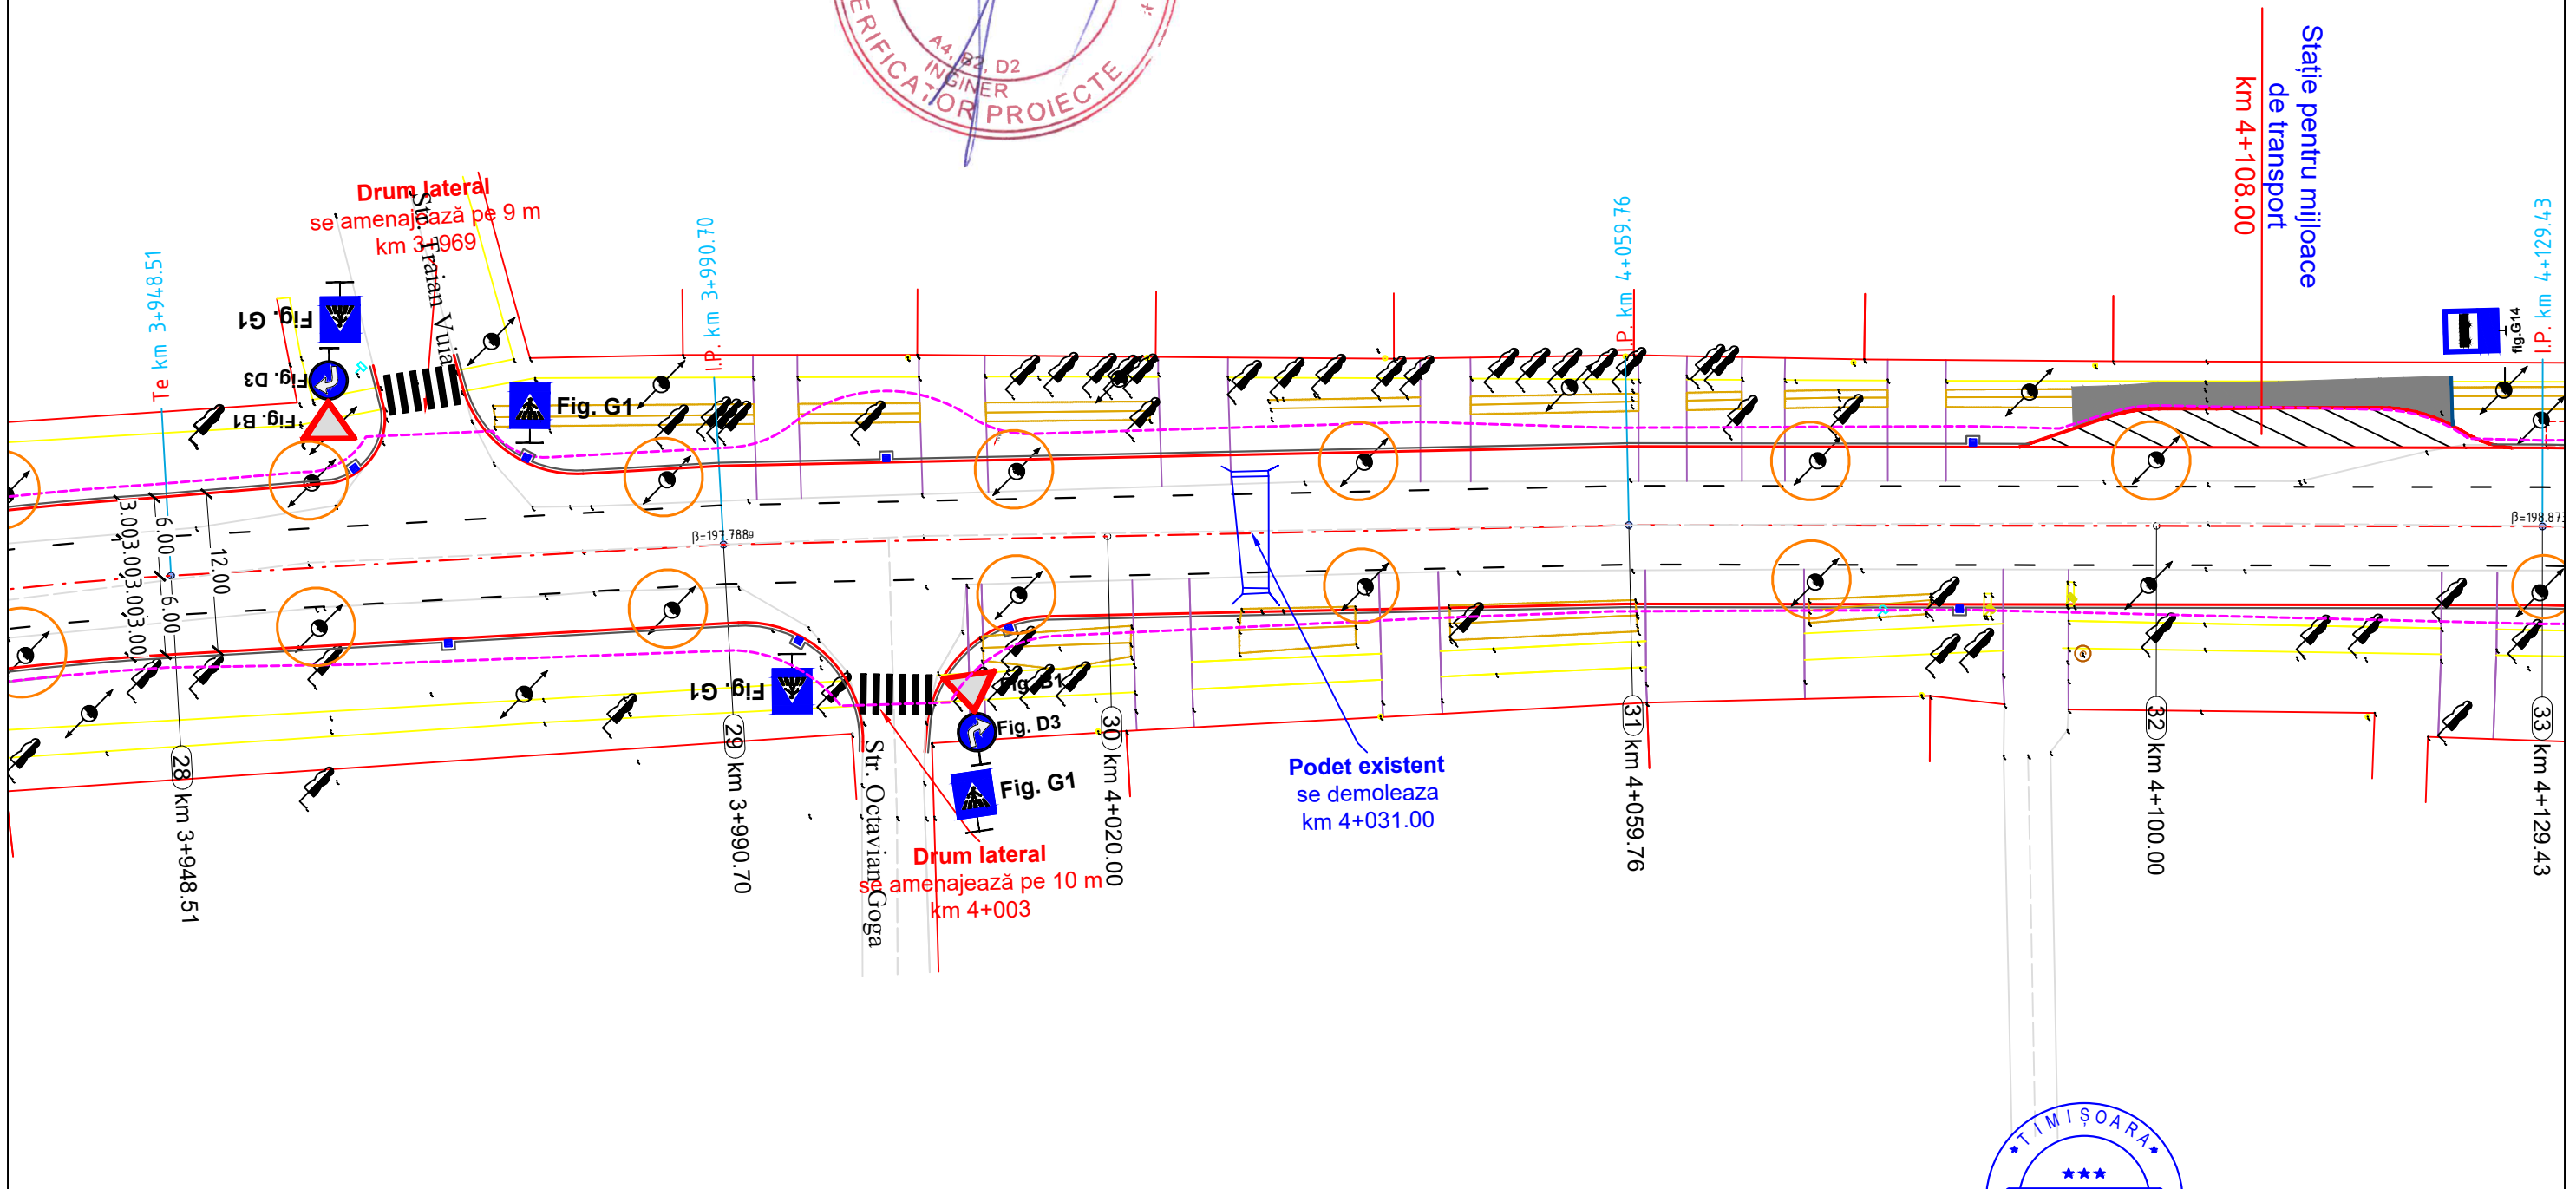 A4, B2, D2
INGINER
VERIFICATOR PROIECTE *
Stație pentru mijloace
de transport
km 4+108.00
Drum lateral
se amenajează pe 9 m
km 3+969
Str. Traian Vuia
Te km 3+948.51
I.P. km 3+990.70
I.P. km 4+059.76
I.P. km 4+129.43
Fig. G1
Fig. D3
Fig. B1
Fig. G1
fig.G14
β=197.788g
β=198.873
3.00
3.00
3.00
3.00
6.00
6.00
12.00
Fig. G1
Fig. B1
Fig. D3
Fig. G1
28 km 3+948.51
29 km 3+990.70
30 km 4+020.00
31 km 4+059.76
32 km 4+100.00
33 km 4+129.43
Str. Octavian Goga
Drum lateral
se amenajează pe 10 m
km 4+003
Podet existent
se demoleaza
km 4+031.00
TIMIȘOARA